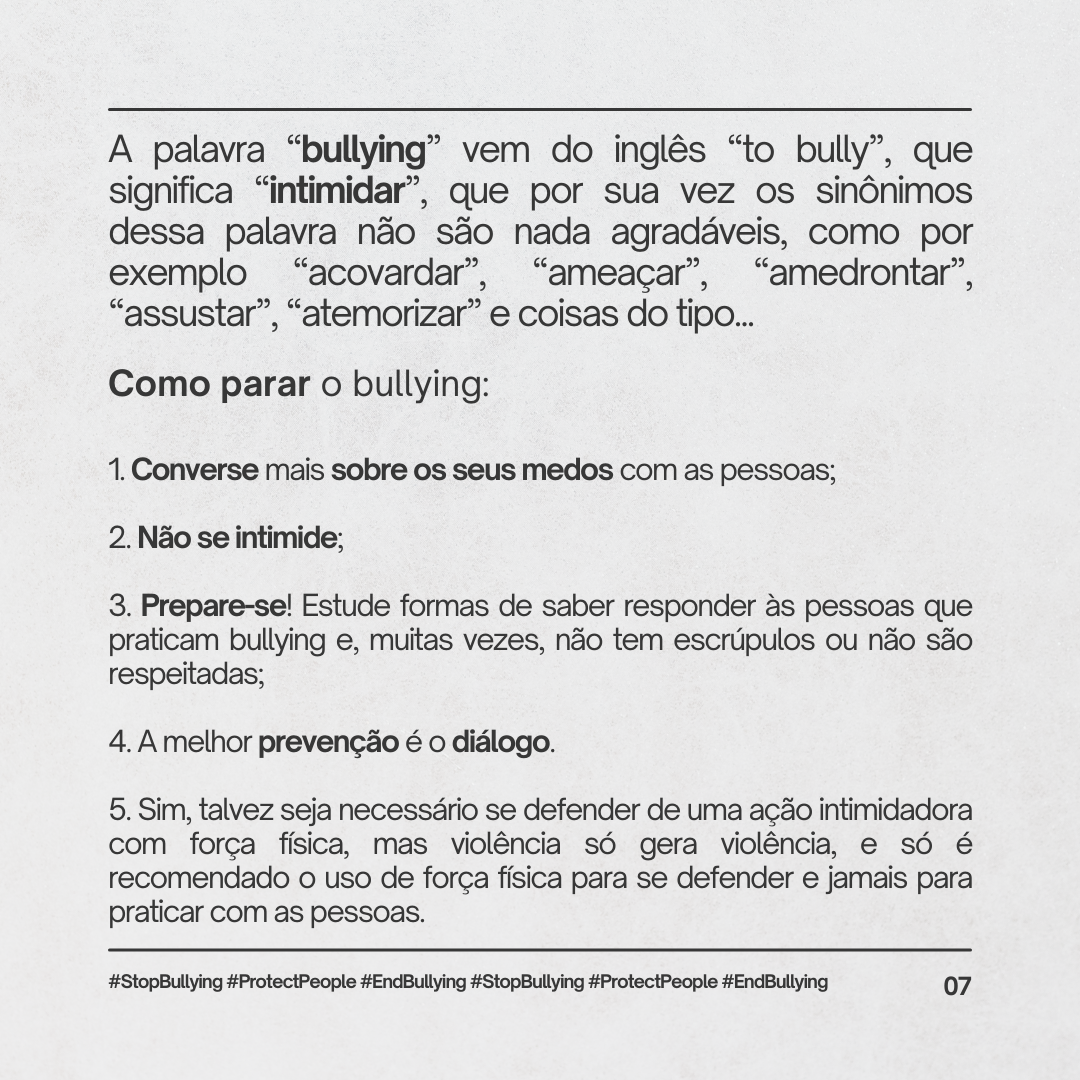 A palavra “bullying” vem do inglês “to bully”, que
significa “intimidar”, que por sua vez os sinônimos
dessa palavra não são nada agradáveis, como por
exemplo “acovardar”, “ameaçar”, “amedrontar”,
“assustar”, “atemorizar” e coisas do tipo...
Como parar o bullying:
1. Converse mais sobre os seus medos com as pessoas;
2. Não se intimide;
3. Prepare-se! Estude formas de saber responder às pessoas que
praticam bullying e, muitas vezes, não tem escrúpulos ou não são
respeitadas;
4. A melhor prevenção é o diálogo.
5. Sim, talvez seja necessário se defender de uma ação intimidadora
com força física, mas violência só gera violência, e só é
recomendado o uso de força física para se defender e jamais para
praticar com as pessoas.
#StopBullying #ProtectPeople #EndBullying #StopBullying #ProtectPeople #EndBullying 07